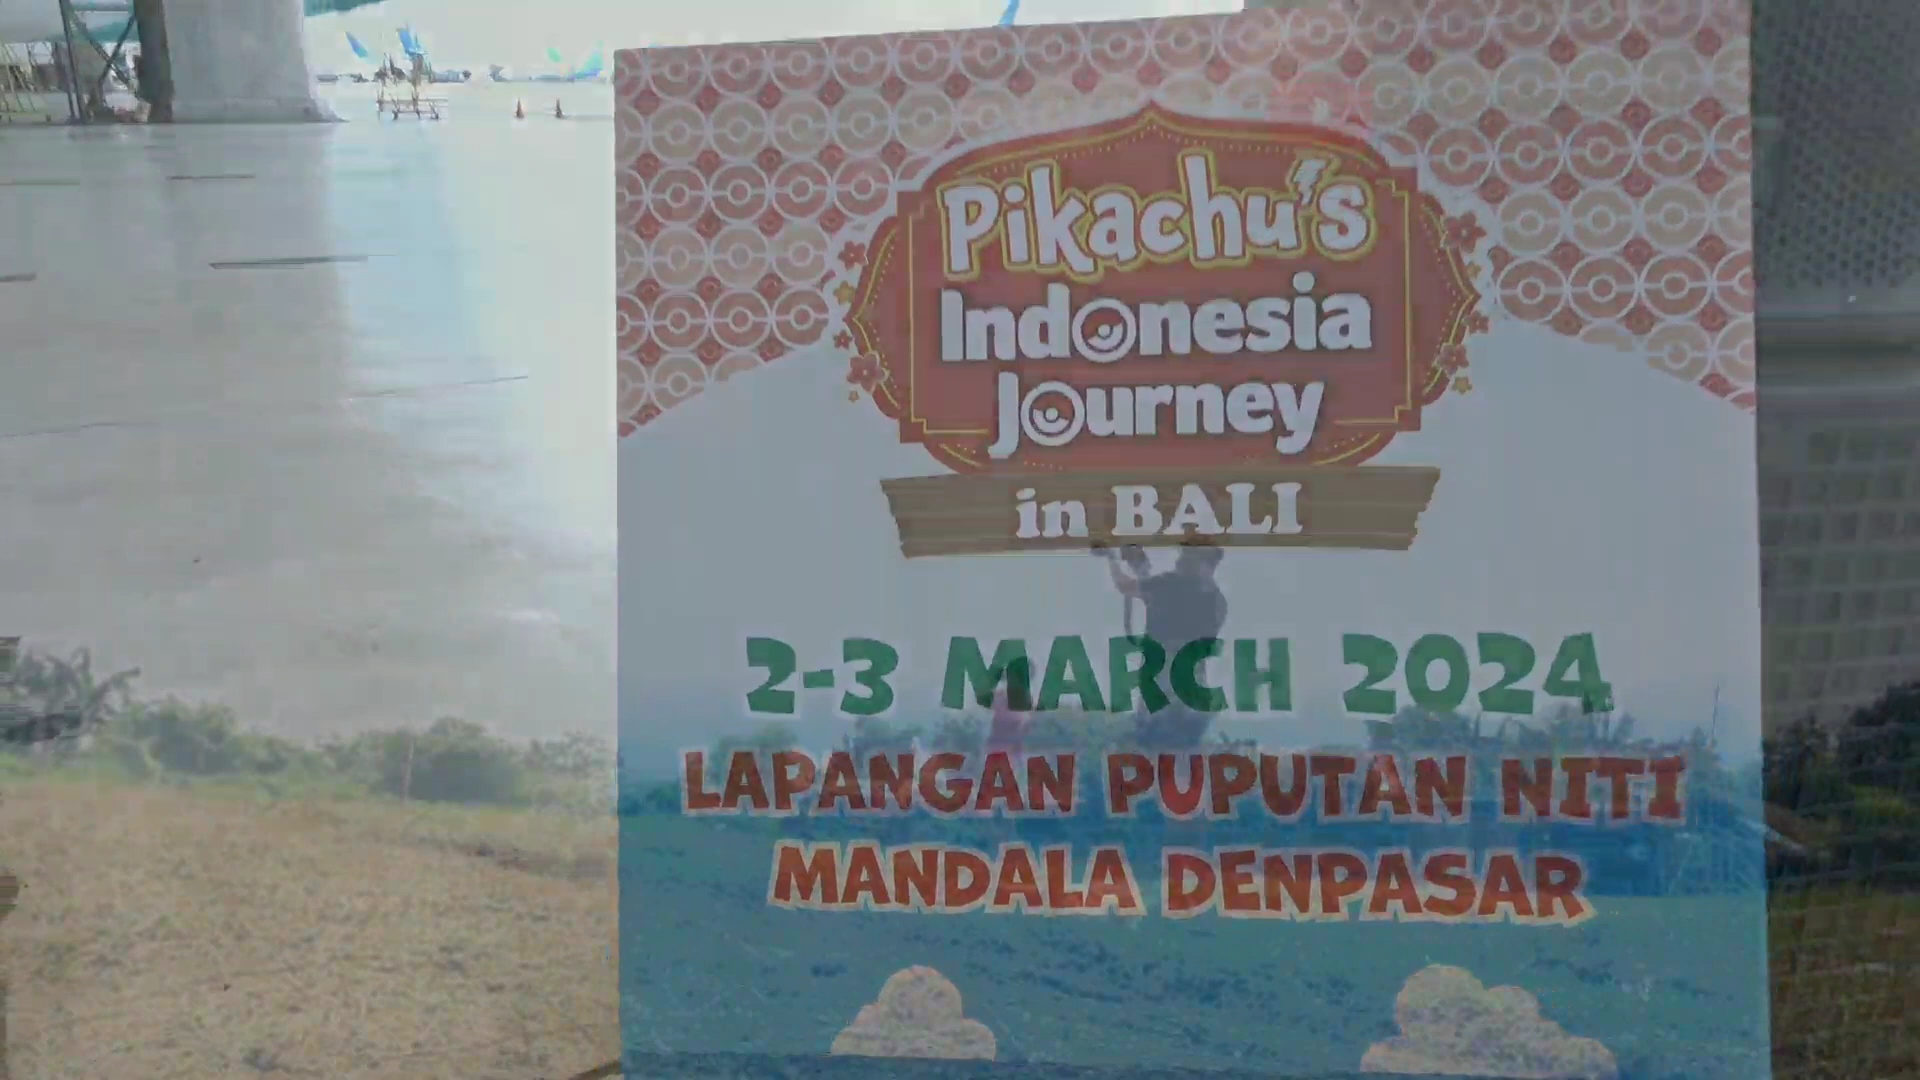 Pikachu's
Indonesia
Journey
in BALI
2-3 MARCH 2024
LAPANGAN PUPUTAN NITI
MANDALA DENPASAR